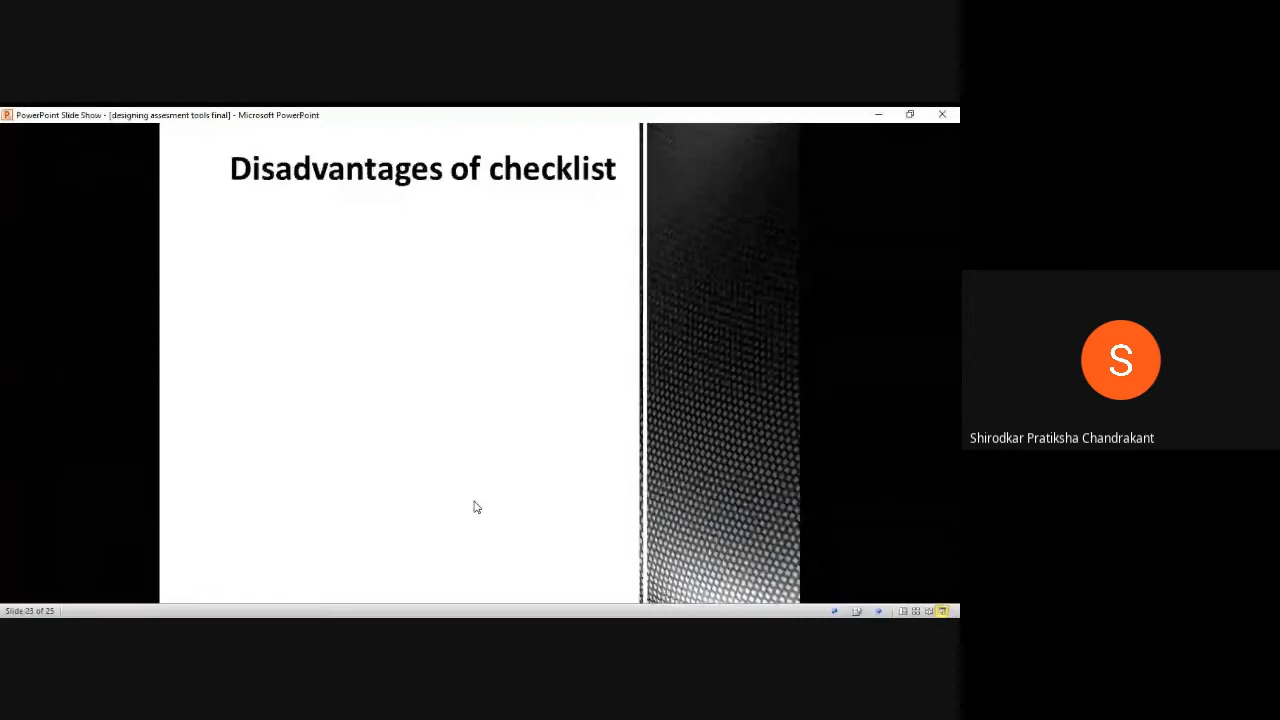 PowerPoint Slide Show - [designing assesment tools final] - Microsoft PowerPoint
Disadvantages of checklist
S
Shirodkar Pratiksha Chandrakant
Slide 23 of 25